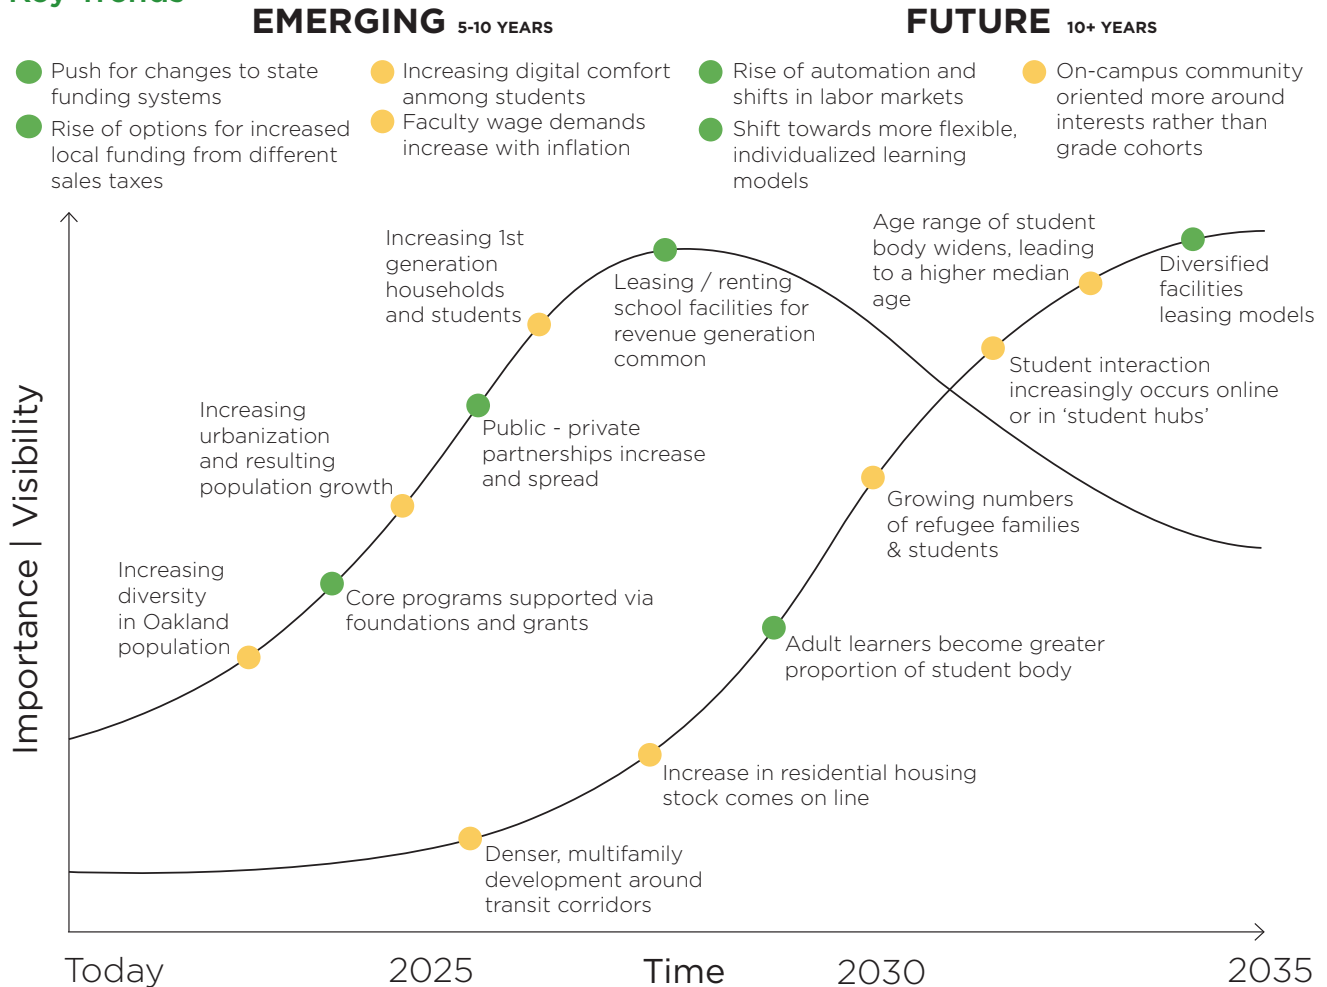 Key Trends
EMERGING 5-10 YEARS
Push for changes to state
funding systems
Rise of options for increased
local funding from different
sales taxes
Increasing digital comfort
anmong students
Faculty wage demands
increase with inflation
FUTURE 10+ YEARS
Rise of automation and
shifts in labor markets
Shift towards more flexible,
individualized learning
models
On-campus community
oriented more around
interests rather than
grade cohorts
Importance | Visibility
Increasing
diversity
in Oakland
population
Core programs supported via
foundations and grants
Increasing
urbanization
and resulting
population growth
Public - private
partnerships increase
and spread
Increasing 1st
generation
households
and students
Leasing / renting
school facilities for
revenue generation
common
Denser, multifamily
development around
transit corridors
Increase in residential housing
stock comes on line
Adult learners become greater
proportion of student body
Growing numbers
of refugee families
& students
Student interaction
increasingly occurs online
or in ‘student hubs’
Age range of student
body widens, leading
to a higher median
age
Diversified
facilities
leasing models
Today
2025
Time
2030
2035